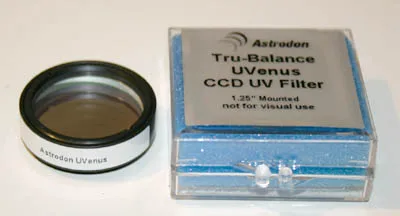 Astrodon
Tru-Balance
UVenus
CCD UV Filter
1.25" Mounted
not for visual use
Astrodon UVenus